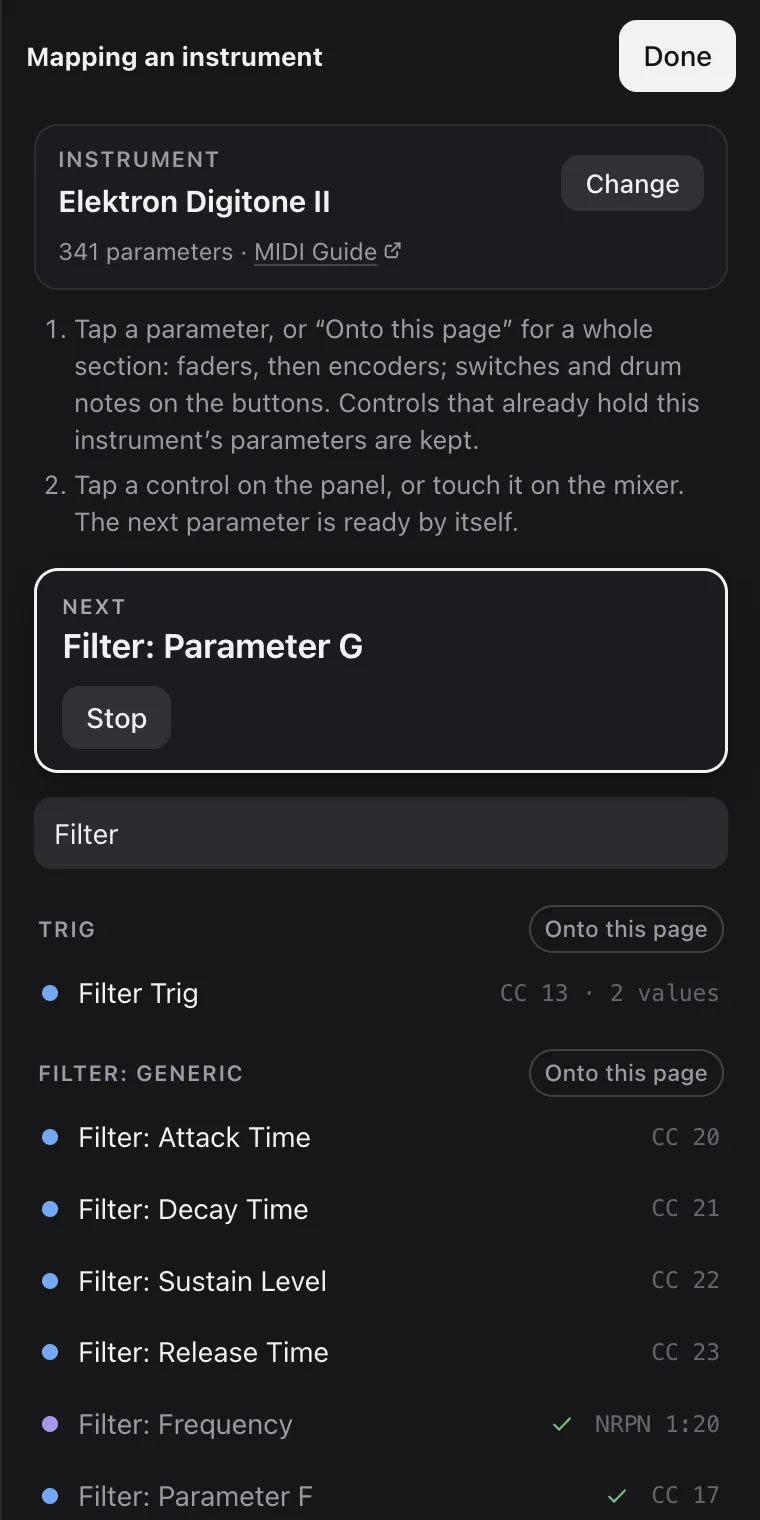 Mapping an instrument
Done
INSTRUMENT
Elektron Digitone II
Change
341 parameters · MIDI Guide
1. Tap a parameter, or “Onto this page” for a whole
section: faders, then encoders; switches and drum
notes on the buttons. Controls that already hold this
instrument’s parameters are kept.
2. Tap a control on the panel, or touch it on the mixer.
The next parameter is ready by itself.
NEXT
Filter: Parameter G
Stop
Filter
TRIG
Onto this page
Filter Trig
CC 13 · 2 values
FILTER: GENERIC
Onto this page
Filter: Attack Time
CC 20
Filter: Decay Time
CC 21
Filter: Sustain Level
CC 22
Filter: Release Time
CC 23
Filter: Frequency
NRPN 1:20
Filter: Parameter F
CC 17